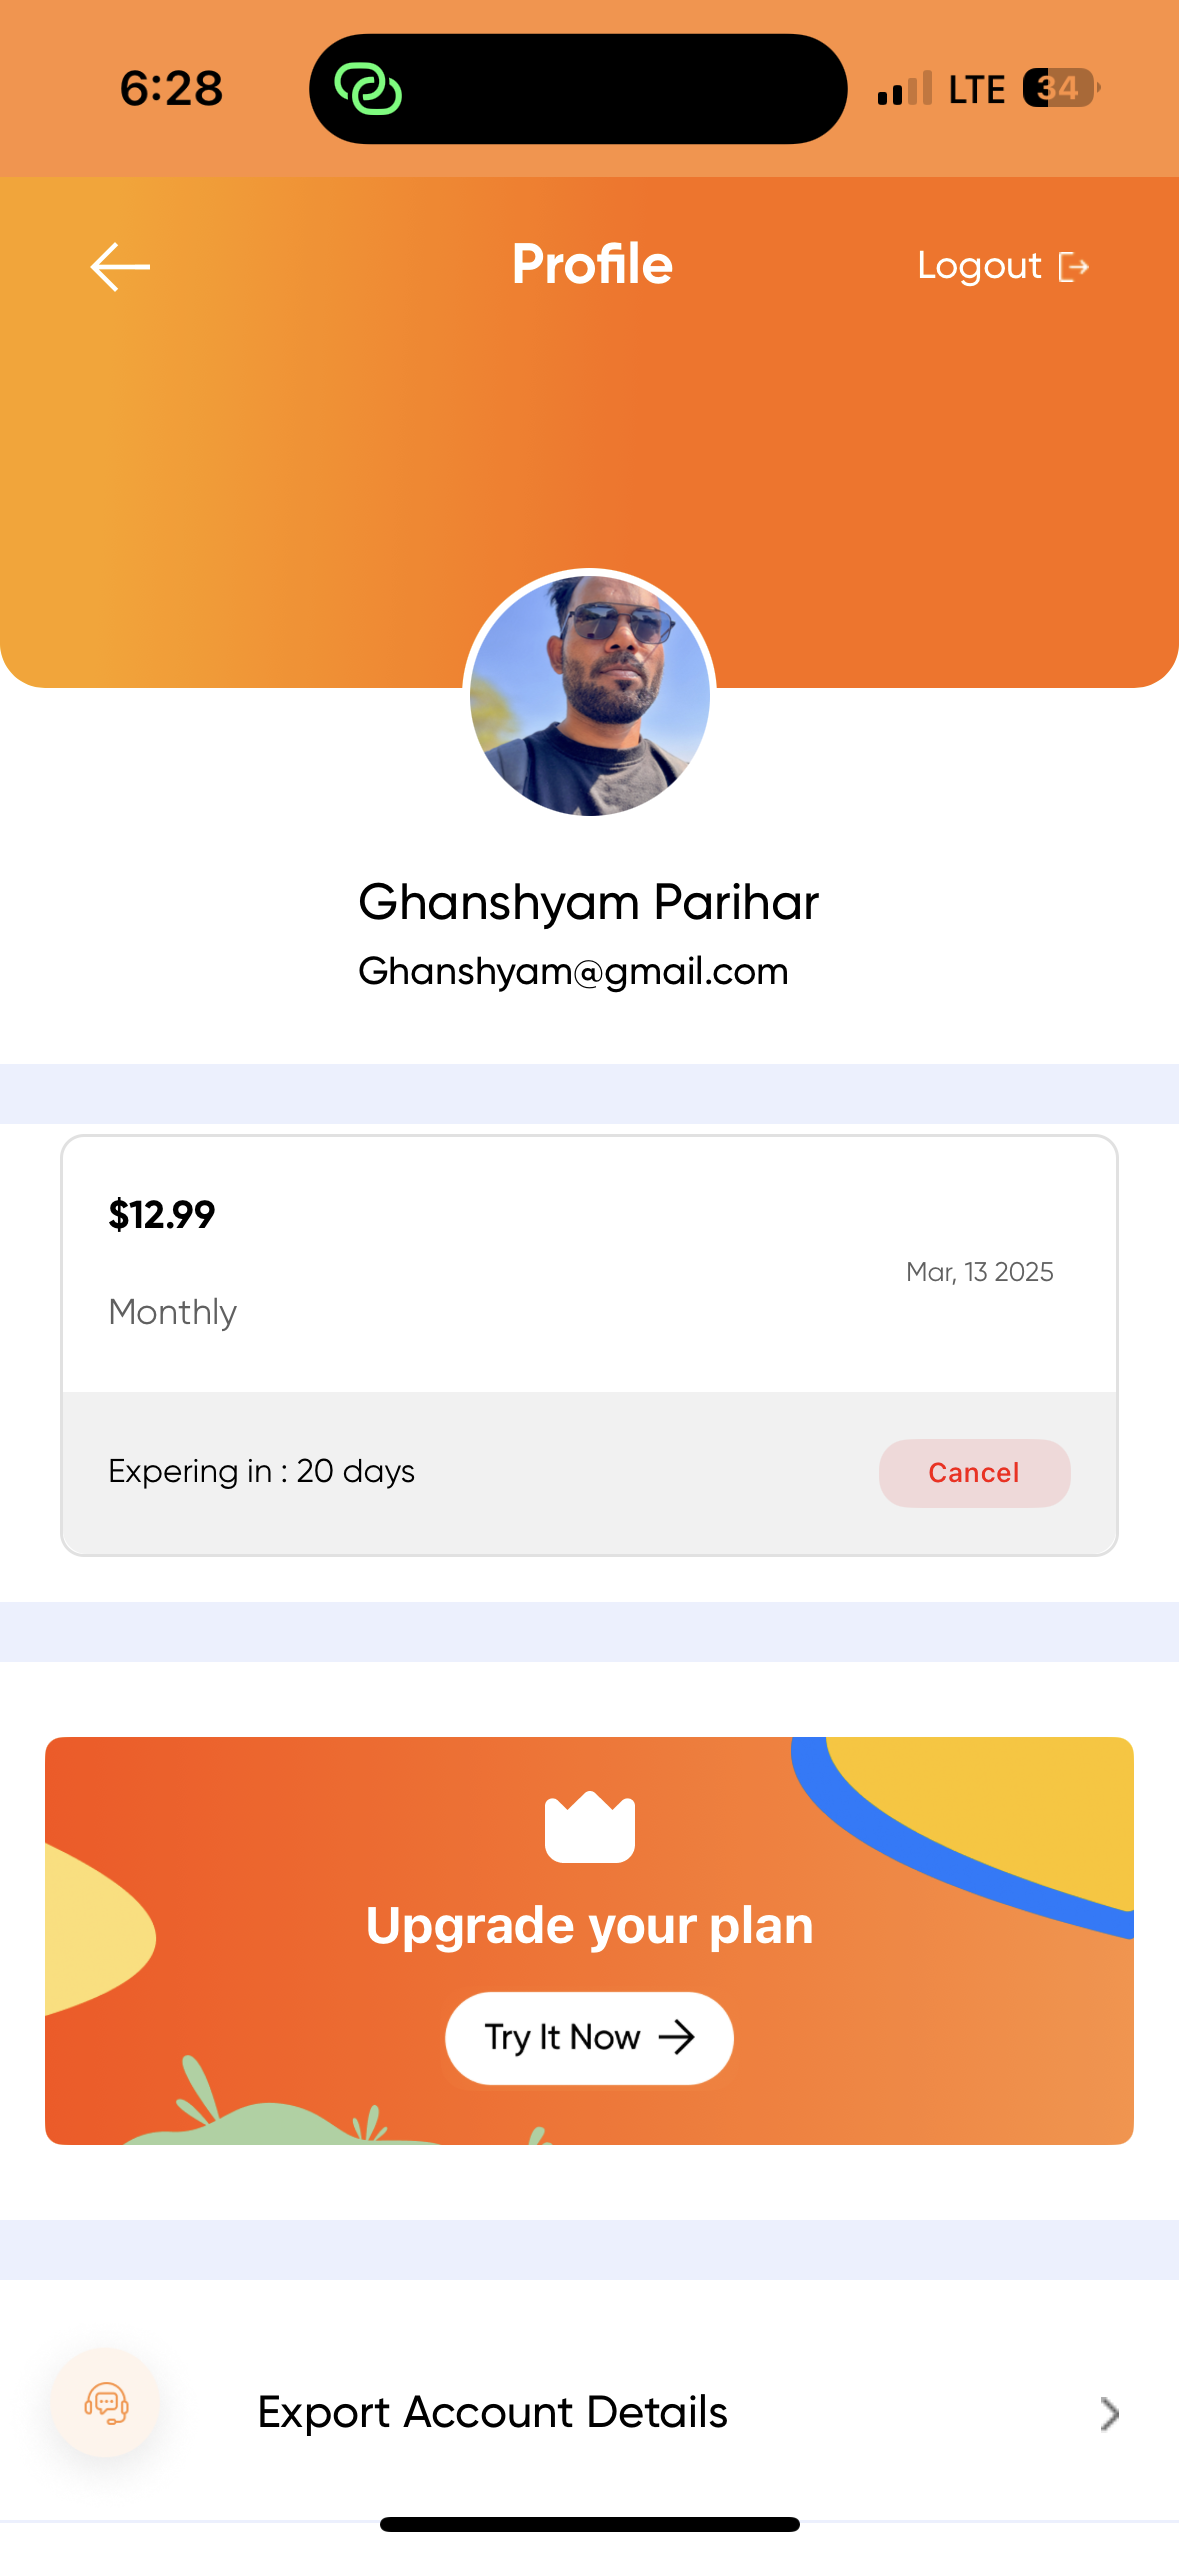 6:28
LTE 34
Profile
Logout
Ghanshyam Parihar
Ghanshyam@gmail.com
$12.99
Mar, 13 2025
Monthly
Expering in : 20 days
Cancel
Upgrade your plan
Try It Now
Export Account Details